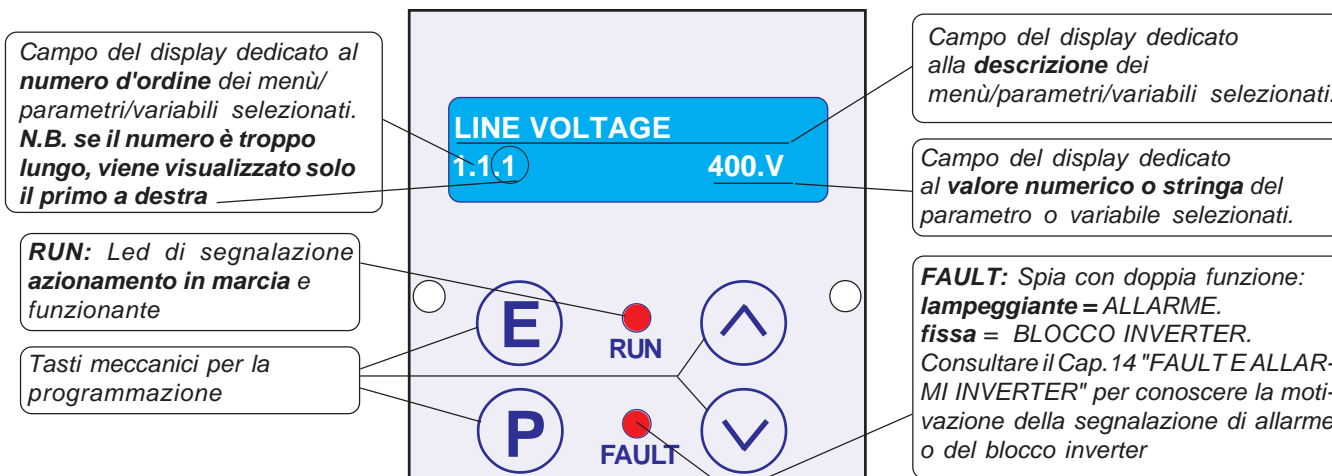 Campo del display dedicato al
numero d'ordine dei menù/
parametri/variabili selezionati.
N.B. se il numero è troppo
lungo, viene visualizzato solo
il primo a destra
RUN: Led di segnalazione
azionamento in marcia e
funzionante
Tasti meccanici per la
programmazione
LINE VOLTAGE
1.1.1 400.V
E
RUN
P
FAULT
Campo del display dedicato
alla descrizione dei
menù/parametri/variabili selezionati.
Campo del display dedicato
al valore numerico o stringa del
parametro o variabile selezionati.
FAULT: Spia con doppia funzione:
lampeggiante = ALLARME.
fissa = BLOCCO INVERTER.
Consultare il Cap.14 "FAULT E ALLAR-
MI INVERTER" per conoscere la moti-
vazione della segnalazione di allarme
o del blocco inverter